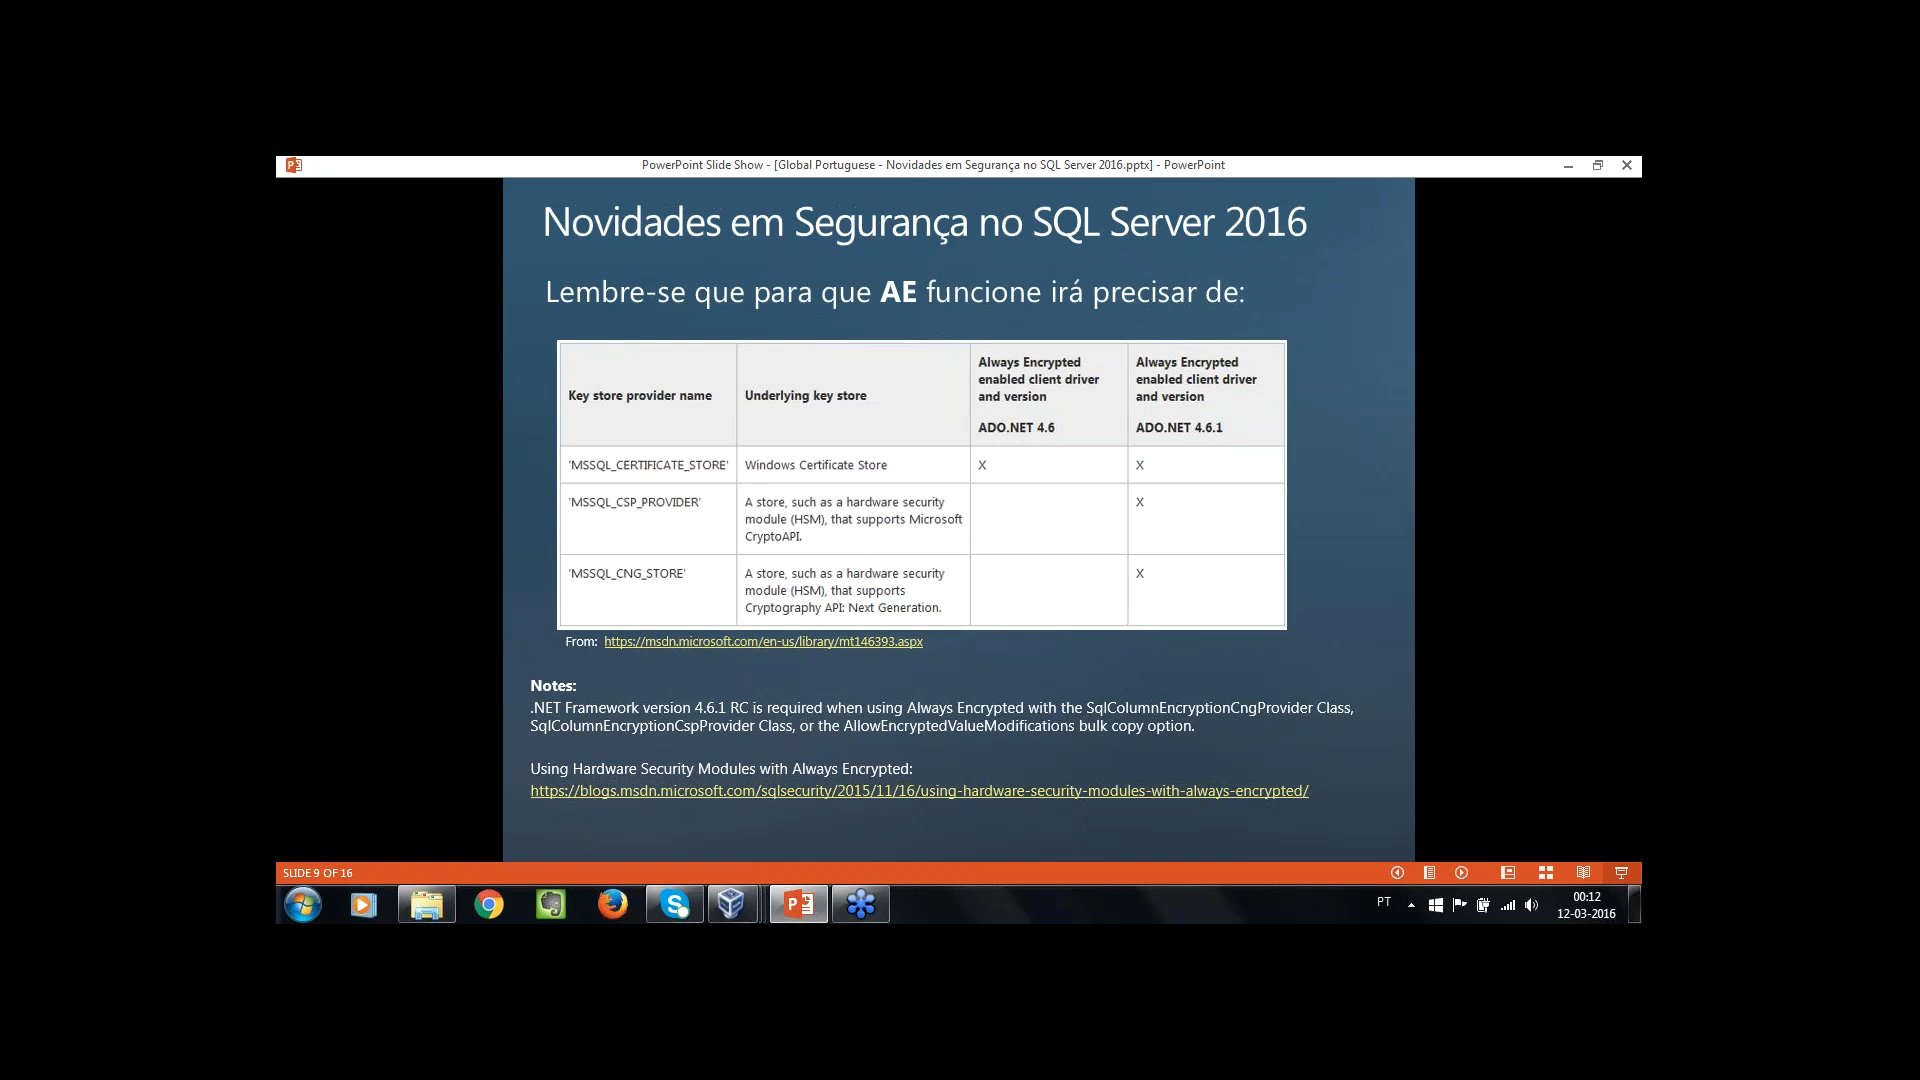 PowerPoint Slide Show - [Global Portuguese - Novidades em Segurança no SQL Server 2016.pptx] - PowerPoint
Novidades em Segurança no SQL Server 2016
Lembre-se que para que AE funcione irá precisar de:
Key store provider name
Underlying key store
Always Encrypted
enabled client driver
and version
ADO.NET 4.6
Always Encrypted
enabled client driver
and version
ADO.NET 4.6.1
'MSSQL_CERTIFICATE_STORE'
Windows Certificate Store
X
X
'MSSQL_CSP_PROVIDER'
A store, such as a hardware security
module (HSM), that supports Microsoft
CryptoAPI.
X
'MSSQL_CNG_STORE'
A store, such as a hardware security
module (HSM), that supports
Cryptography API: Next Generation.
X
From: https://msdn.microsoft.com/en-us/library/mt146393.aspx
Notes:
.NET Framework version 4.6.1 RC is required when using Always Encrypted with the SqlColumnEncryptionCngProvider Class,
SqlColumnEncryptionCspProvider Class, or the AllowEncryptedValueModifications bulk copy option.
Using Hardware Security Modules with Always Encrypted:
https://blogs.msdn.microsoft.com/sqlsecurity/2015/11/16/using-hardware-security-modules-with-always-encrypted/
SLIDE 9 OF 16
PT
00:12
12-03-2016